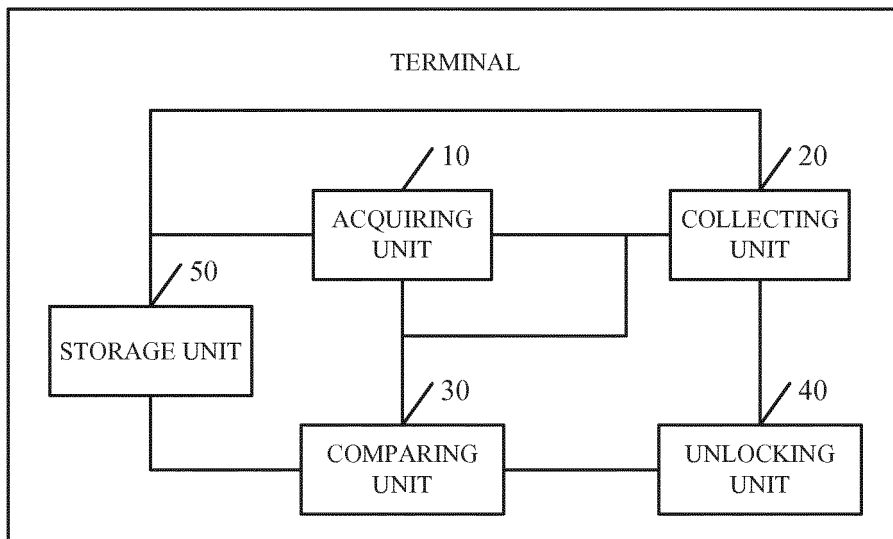 TERMINAL
10
ACQUIRING
UNIT
20
COLLECTING
UNIT
50
STORAGE UNIT
30
COMPARING
UNIT
40
UNLOCKING
UNIT